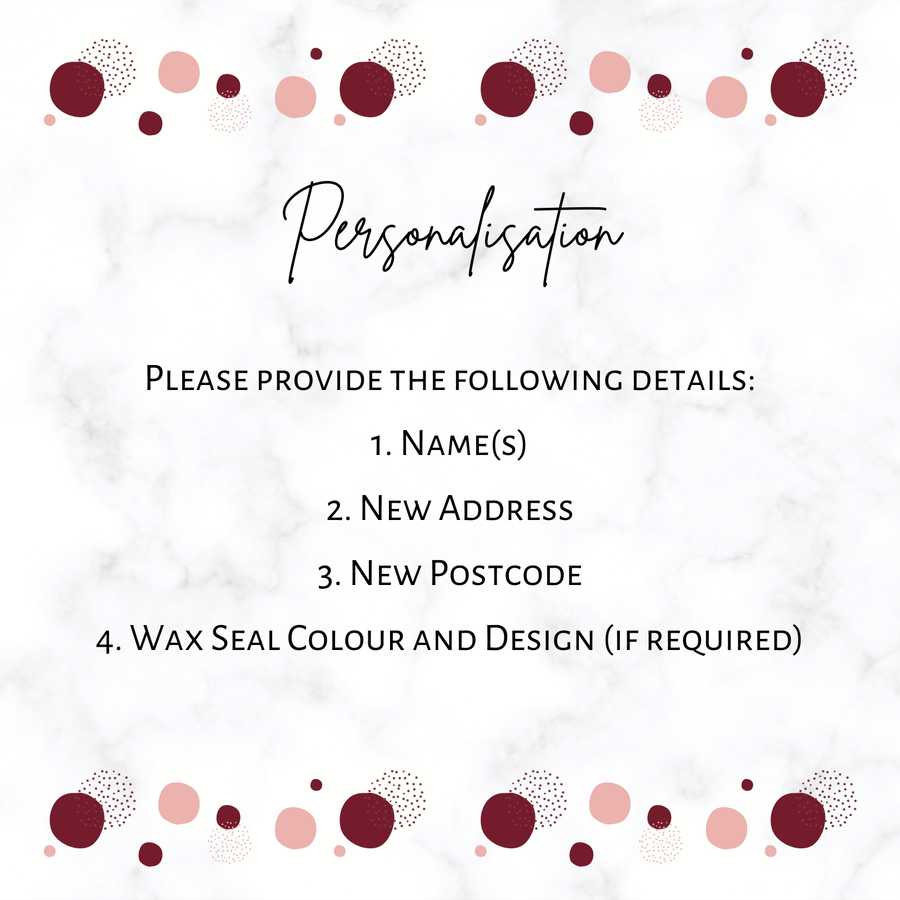 Personalisation
Please provide the following details:
1. Name(s)
2. New Address
3. New Postcode
4. Wax Seal Colour and Design (if required)